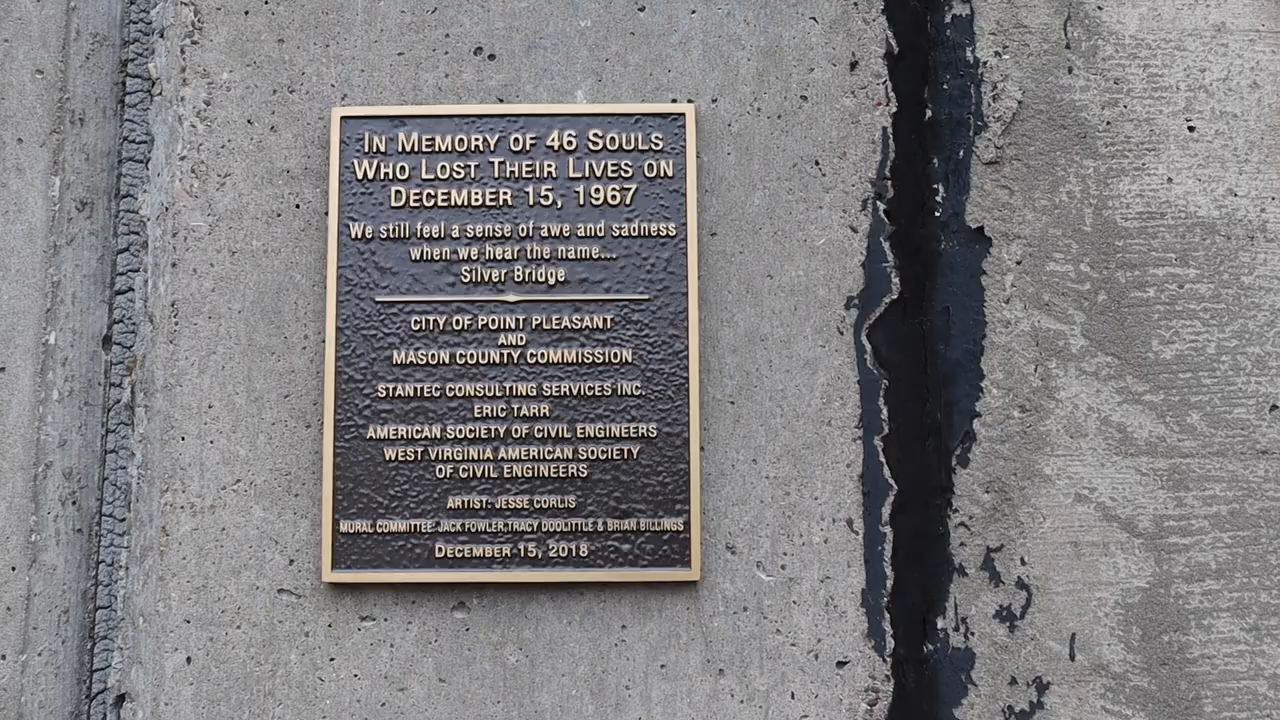 IN MEMORY OF 46 SOULS
WHO LOST THEIR LIVES ON
DECEMBER 15, 1967
We still feel a sense of awe and sadness
when we hear the name...
Silver Bridge
CITY OF POINT PLEASANT
AND
MASON COUNTY COMMISSION
STANTEC CONSULTING SERVICES INC.
ERIC TARR
AMERICAN SOCIETY OF CIVIL ENGINEERS
WEST VIRGINIA AMERICAN SOCIETY
OF CIVIL ENGINEERS
ARTIST: JESSE CORLIS
MURAL COMMITTEE: JACK FOWLER,TRACY DOOLITTLE & BRIAN BILLINGS
DECEMBER 15, 2018